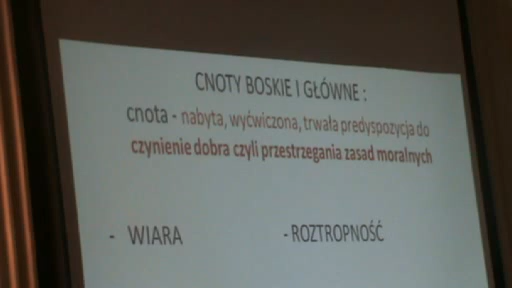 CNOTY BOSKIE I GŁÓWNE :
cnota - nabyta, wyćwiczona, trwała predyspozycja do
czynienie dobra czyli przestrzegania zasad moralnych
- WIARA - ROZTROPNOŚĆ